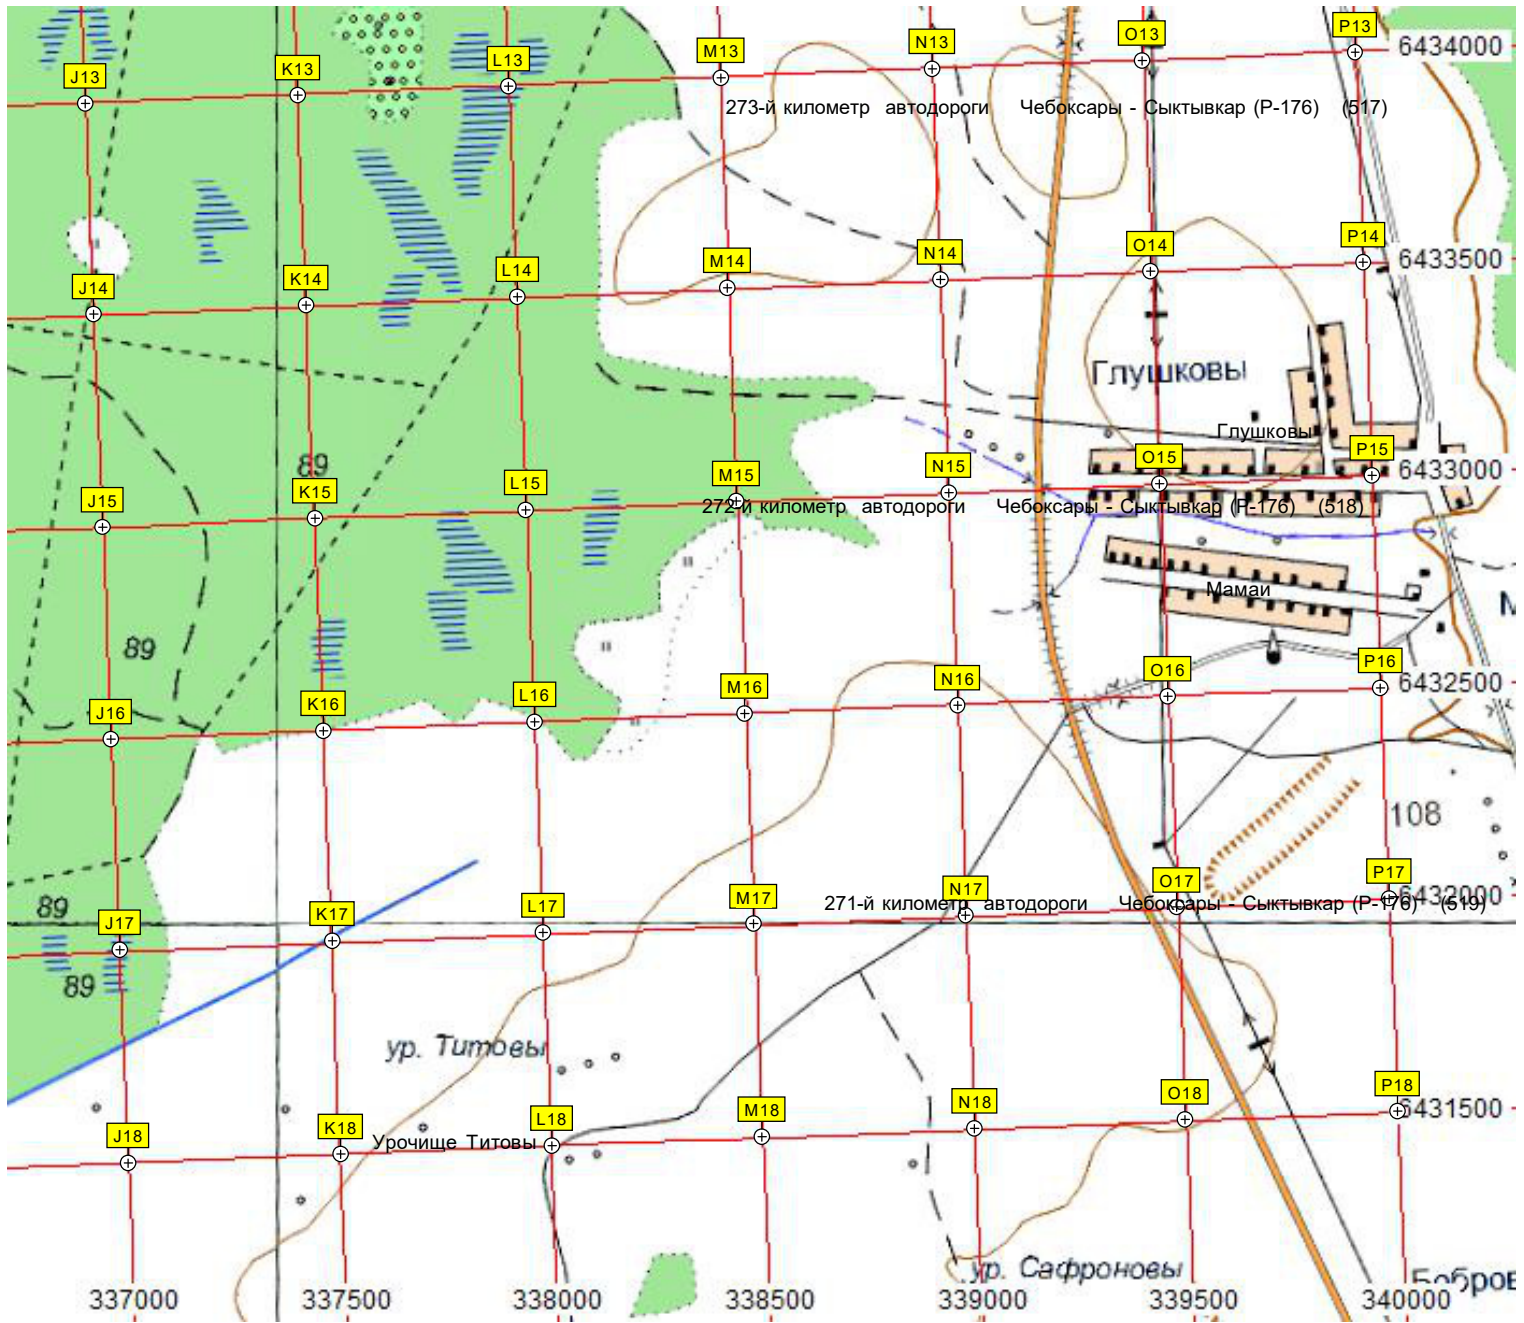 J13
K13
L13
M13
N13
O13
P13
6434000
273-й километр автодороги Чебоксары - Сыктывкар (Р-176) (517)
J14
K14
L14
M14
N14
O14
P14
6433500
Глушковы
Глушковы
89
J15
K15
L15
M15
N15
O15
P15
6433000
272-й километр автодороги Чебоксары - Сыктывкар (Р-176) (518)
Мамаи
М
89
J16
K16
L16
M16
N16
O16
P16
6432500
108
89
J17
K17
L17
M17
N17
O17
P17
6432000
271-й километр автодороги Чебоксары - Сыктывкар (Р-176) (519)
89
ур. Титовы
J18
K18
L18
M18
N18
O18
P18
6431500
Урочище Титовы
ур. Сафроновы
Бобров
337000
337500
338000
338500
339000
339500
340000